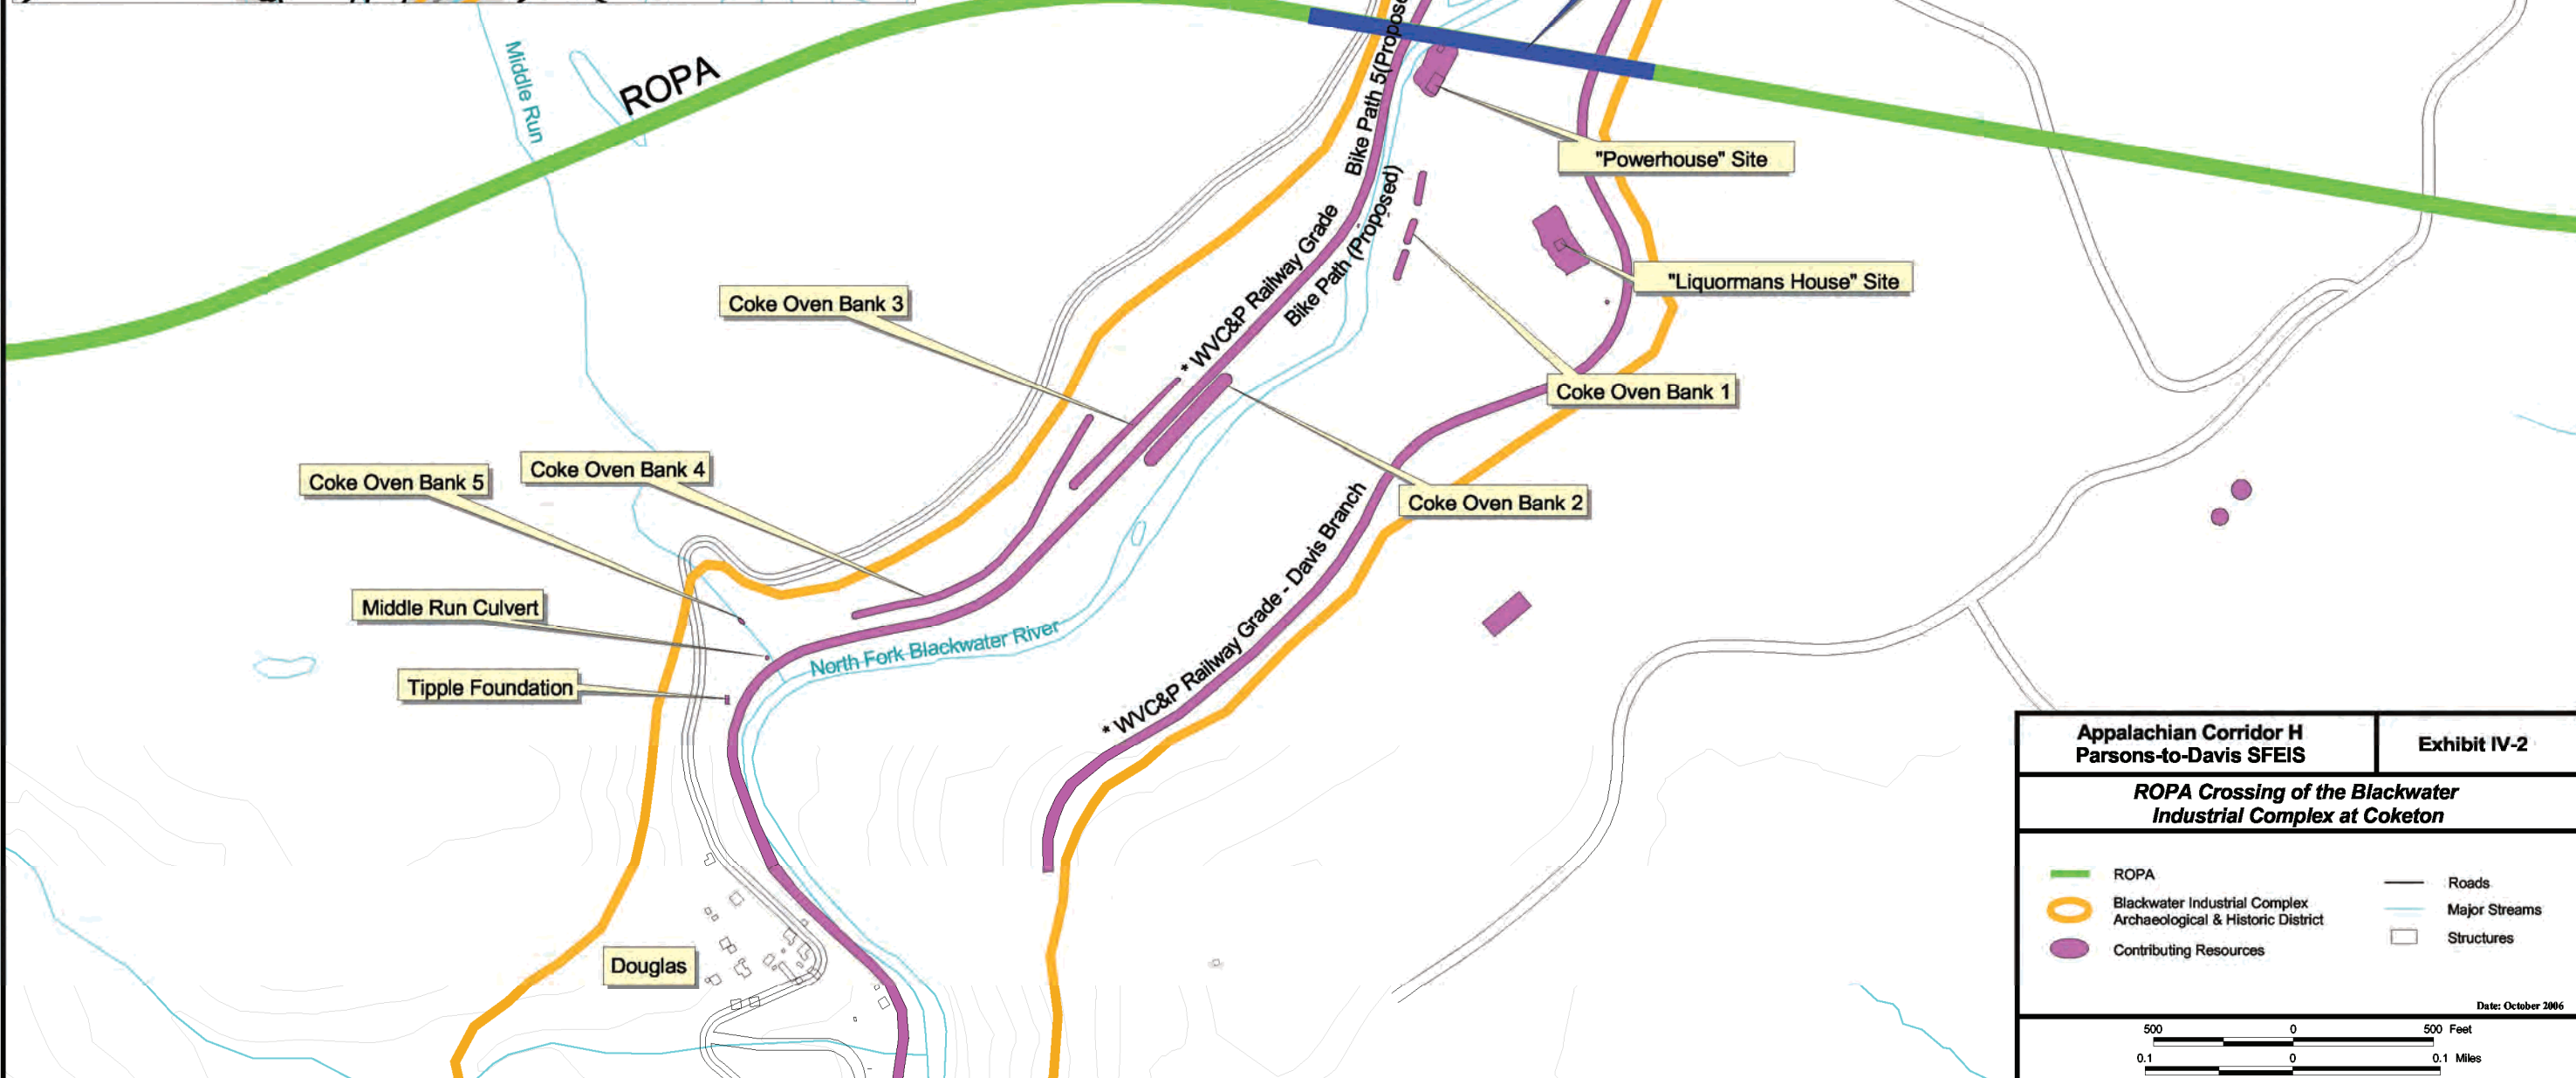 Middle Run
ROPA
Bike Path 5(Propose
"Powerhouse" Site
* WVC&P Railway Grade
Bike Path (Proposed)
"Liquormans House" Site
Coke Oven Bank 3
Coke Oven Bank 1
Coke Oven Bank 4
Coke Oven Bank 5
Coke Oven Bank 2
* WVC&P Railway Grade - Davis Branch
Middle Run Culvert
North Fork Blackwater River
Tipple Foundation
Douglas
Appalachian Corridor H
Parsons-to-Davis SFEIS
Exhibit IV-2
ROPA Crossing of the Blackwater
Industrial Complex at Coketon
ROPA
Blackwater Industrial Complex
Archaeological & Historic District
Contributing Resources
Roads
Major Streams
Structures
Date: October 2006
500 0 500 Feet
0.1 0 0.1 Miles